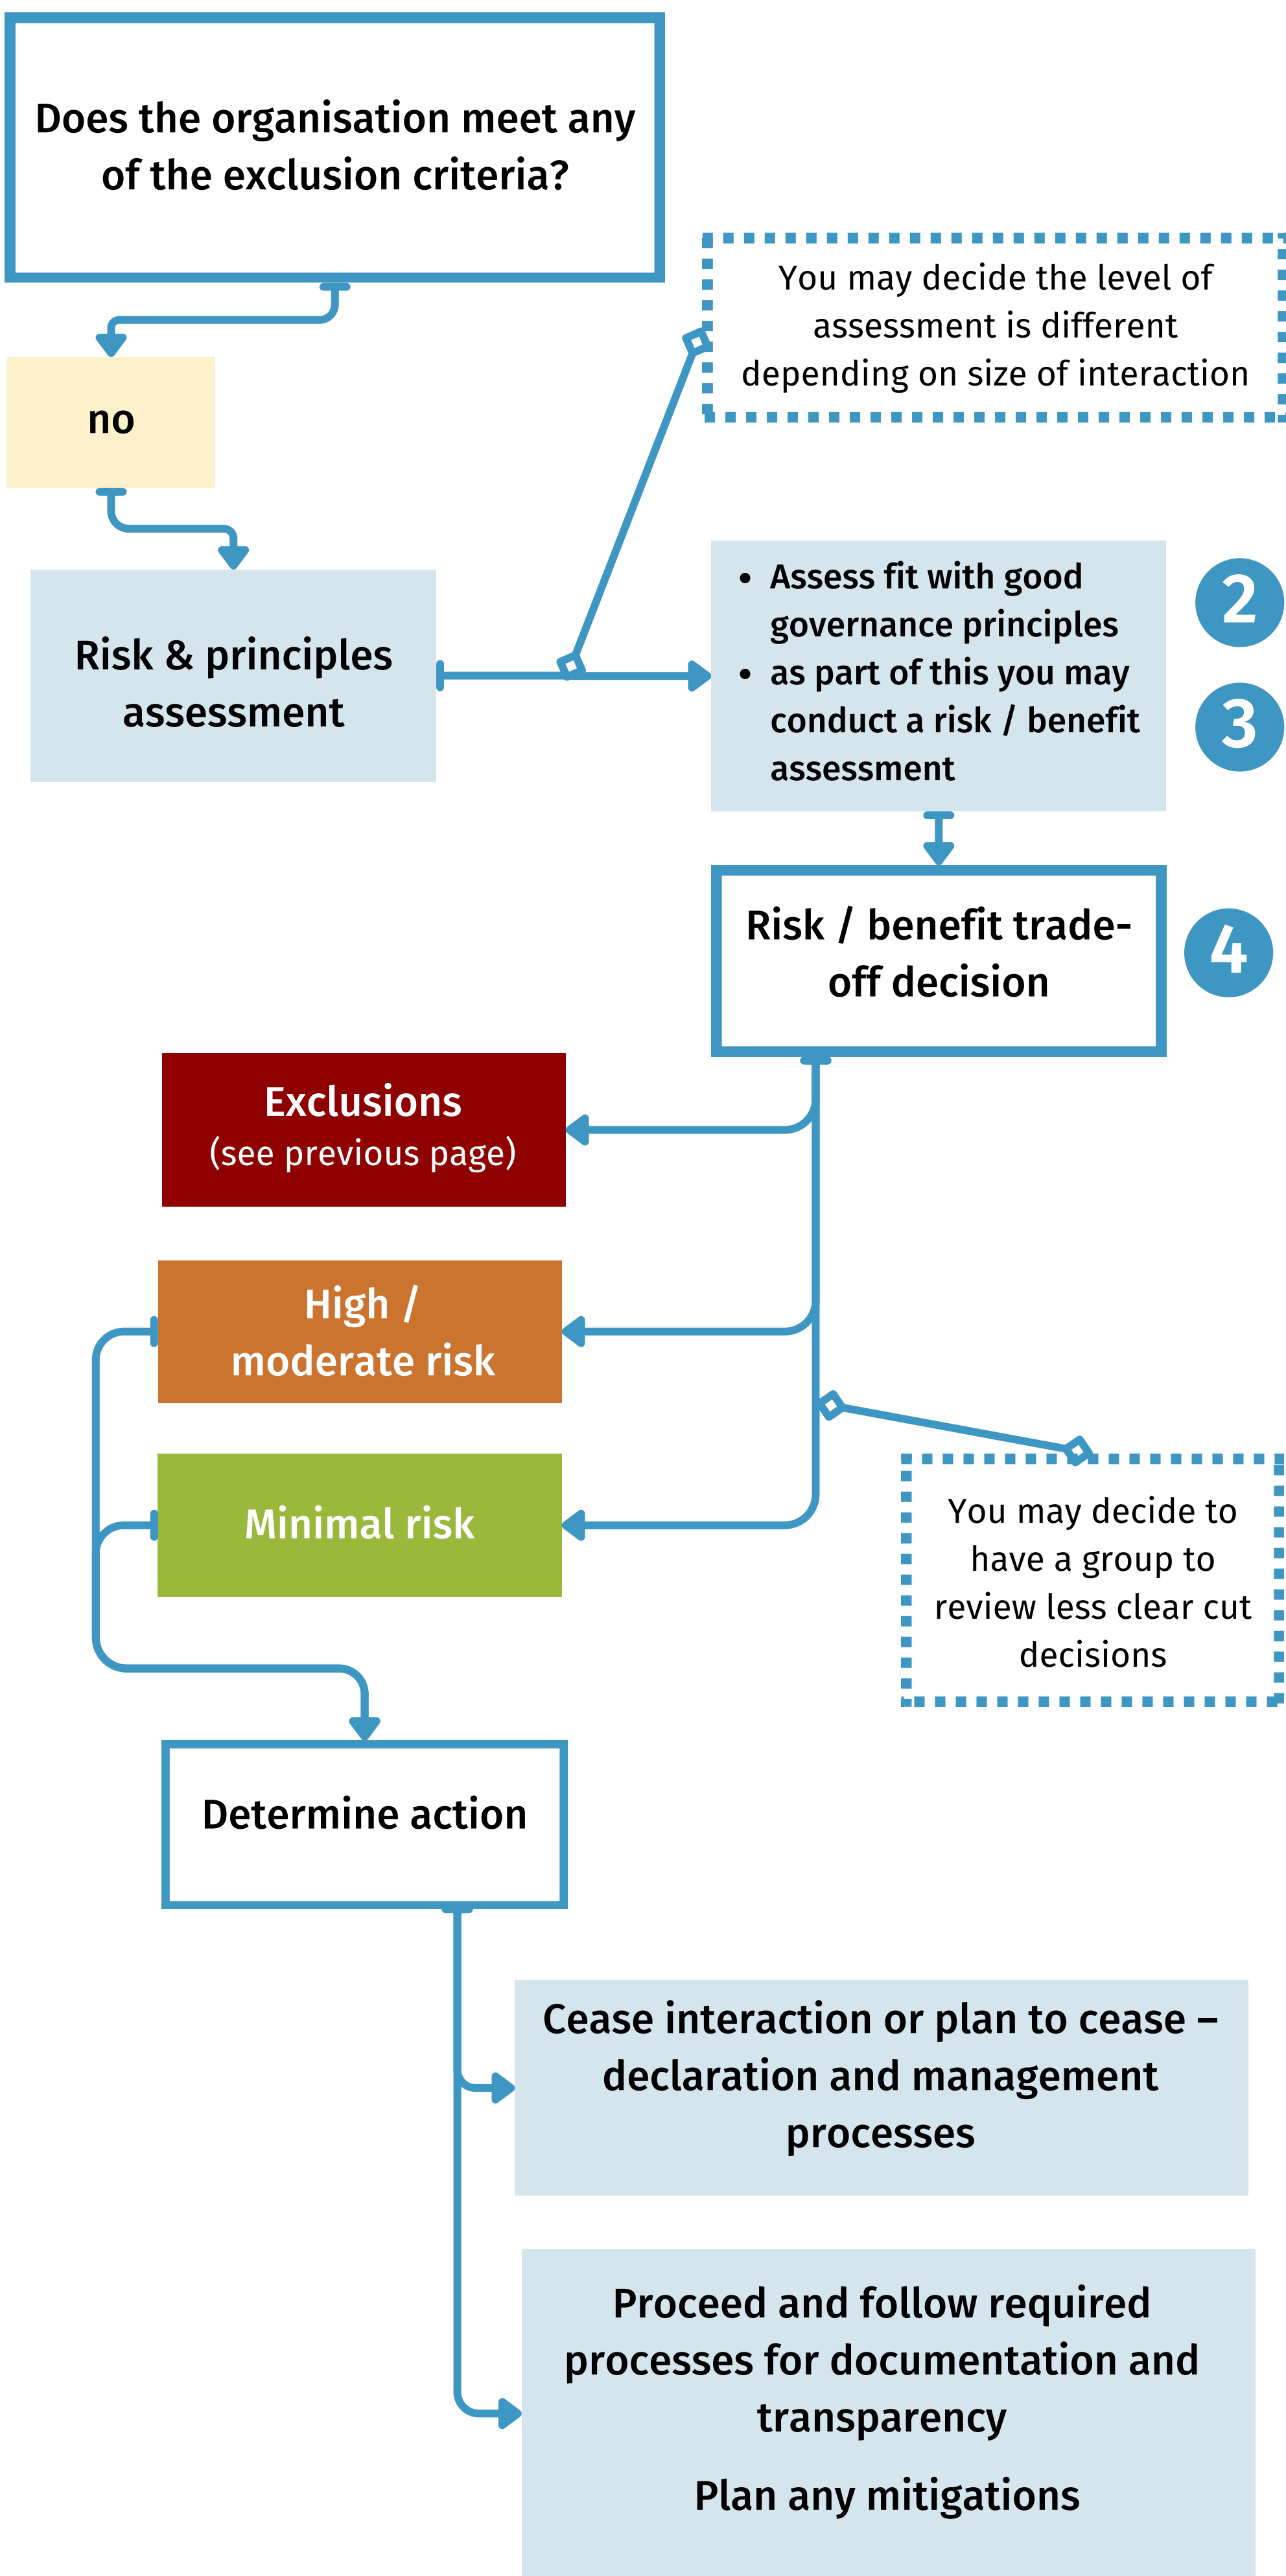 Does the organisation meet any
of the exclusion criteria?
You may decide the level of
assessment is different
depending on size of interaction
no
Risk & principles
assessment
• Assess fit with good
governance principles
• as part of this you may
conduct a risk / benefit
assessment
2
3
Risk / benefit trade-
off decision
4
Exclusions
(see previous page)
High /
moderate risk
Minimal risk
You may decide to
have a group to
review less clear cut
decisions
Determine action
Cease interaction or plan to cease –
declaration and management
processes
Proceed and follow required
processes for documentation and
transparency
Plan any mitigations